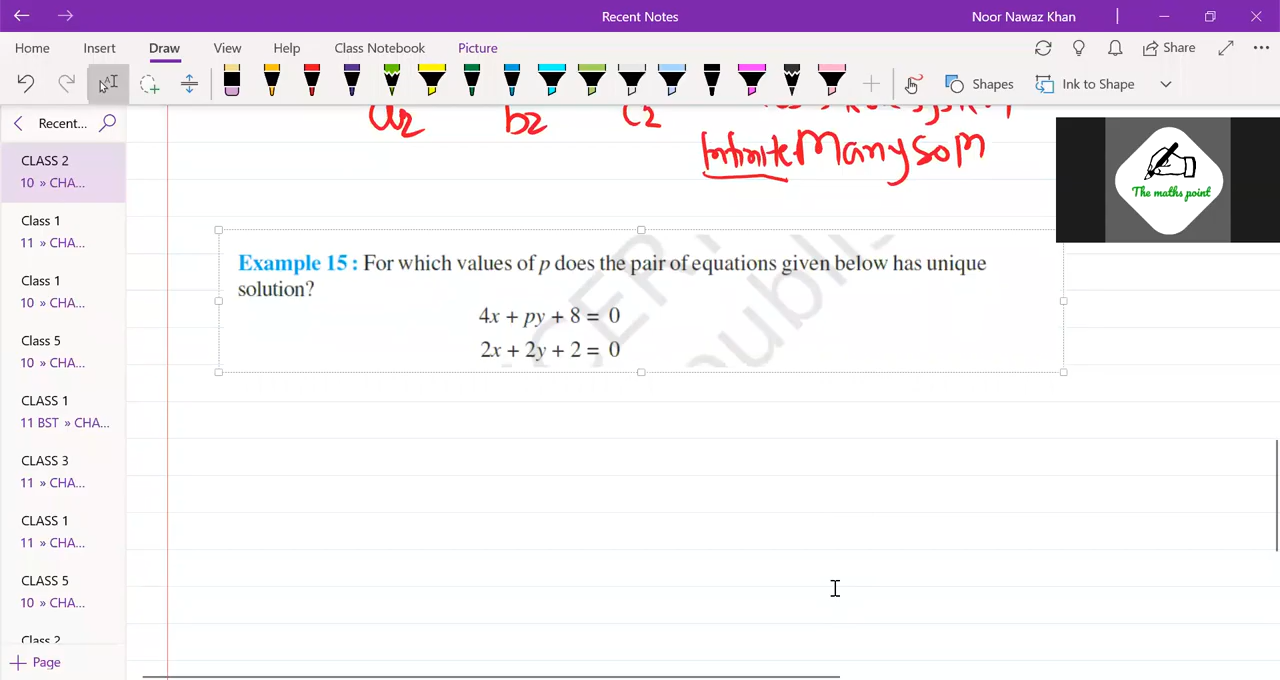 Recent Notes
Noor Nawaz Khan
Home Insert Draw View Help Class Notebook Picture
Share
Shapes
Ink to Shape
Recent...
a2 b2 c2
Infinite Many soln
The maths point
CLASS 2
10 » CHA...
Class 1
11 » CHA...
Class 1
10 » CHA...
Class 5
10 » CHA...
CLASS 1
11 BST » CHA...
CLASS 3
11 » CHA...
CLASS 1
11 » CHA...
CLASS 5
10 » CHA...
Class 2
Page
Example 15 : For which values of p does the pair of equations given below has unique
solution?
4x + py + 8 = 0
2x + 2y + 2 = 0